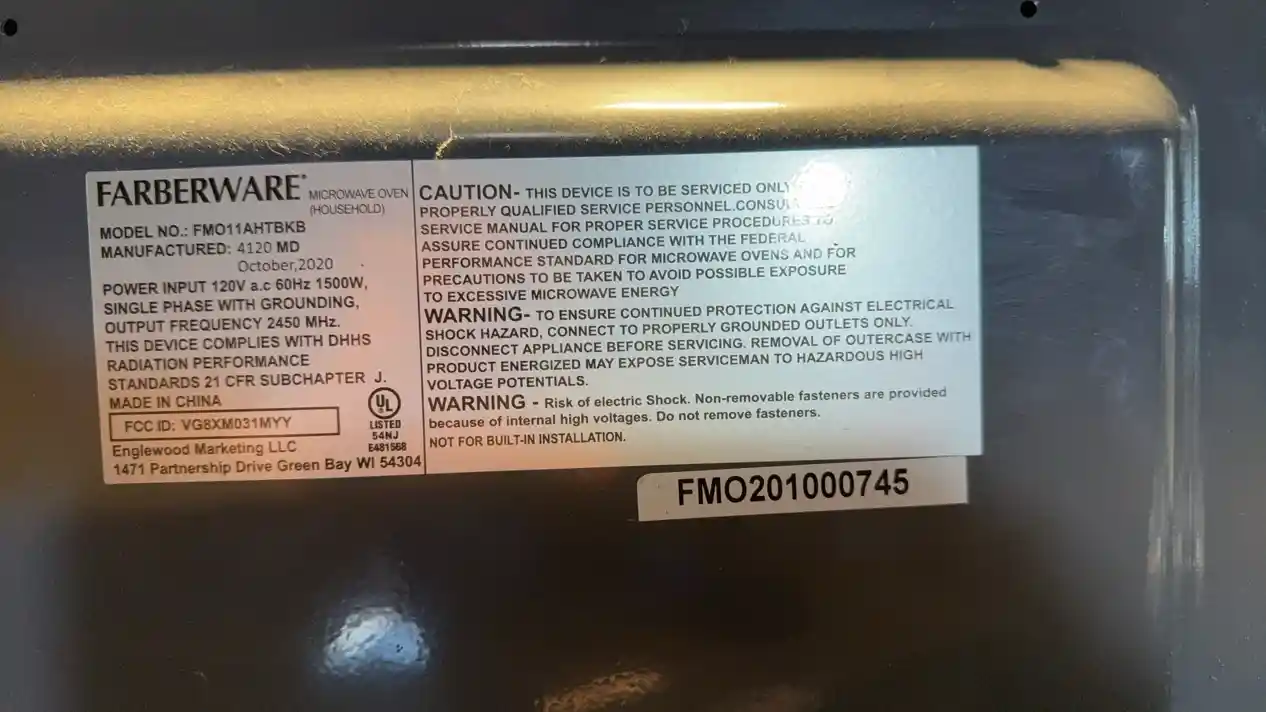 FARBERWARE® MICROWAVE OVEN
(HOUSEHOLD)
MODEL NO.: FMO11AHTBKB
MANUFACTURED: 4120 MD
October,2020
POWER INPUT 120V a.c 60Hz 1500W,
SINGLE PHASE WITH GROUNDING,
OUTPUT FREQUENCY 2450 MHz.
THIS DEVICE COMPLIES WITH DHHS
RADIATION PERFORMANCE
STANDARDS 21 CFR SUBCHAPTER J.
MADE IN CHINA
FCC ID: VG8XM031MYY
UL
LISTED
54NJ
E481568
Englewood Marketing LLC
1471 Partnership Drive Green Bay WI 54304
CAUTION- THIS DEVICE IS TO BE SERVICED ONLY
PROPERLY QUALIFIED SERVICE PERSONNEL.
SERVICE MANUAL FOR PROPER SERVICE PROCEDURES TO
ASSURE CONTINUED COMPLIANCE WITH THE FEDERAL
PERFORMANCE STANDARD FOR MICROWAVE OVENS AND FOR
PRECAUTIONS TO BE TAKEN TO AVOID POSSIBLE EXPOSURE
TO EXCESSIVE MICROWAVE ENERGY
WARNING- TO ENSURE CONTINUED PROTECTION AGAINST ELECTRICAL
SHOCK HAZARD, CONNECT TO PROPERLY GROUNDED OUTLETS ONLY.
DISCONNECT APPLIANCE BEFORE SERVICING. REMOVAL OF OUTERCASE WITH
PRODUCT ENERGIZED MAY EXPOSE SERVICEMAN TO HAZARDOUS HIGH
VOLTAGE POTENTIALS.
WARNING - Risk of electric Shock. Non-removable fasteners are provided
because of internal high voltages. Do not remove fasteners.
NOT FOR BUILT-IN INSTALLATION.
FMO201000745